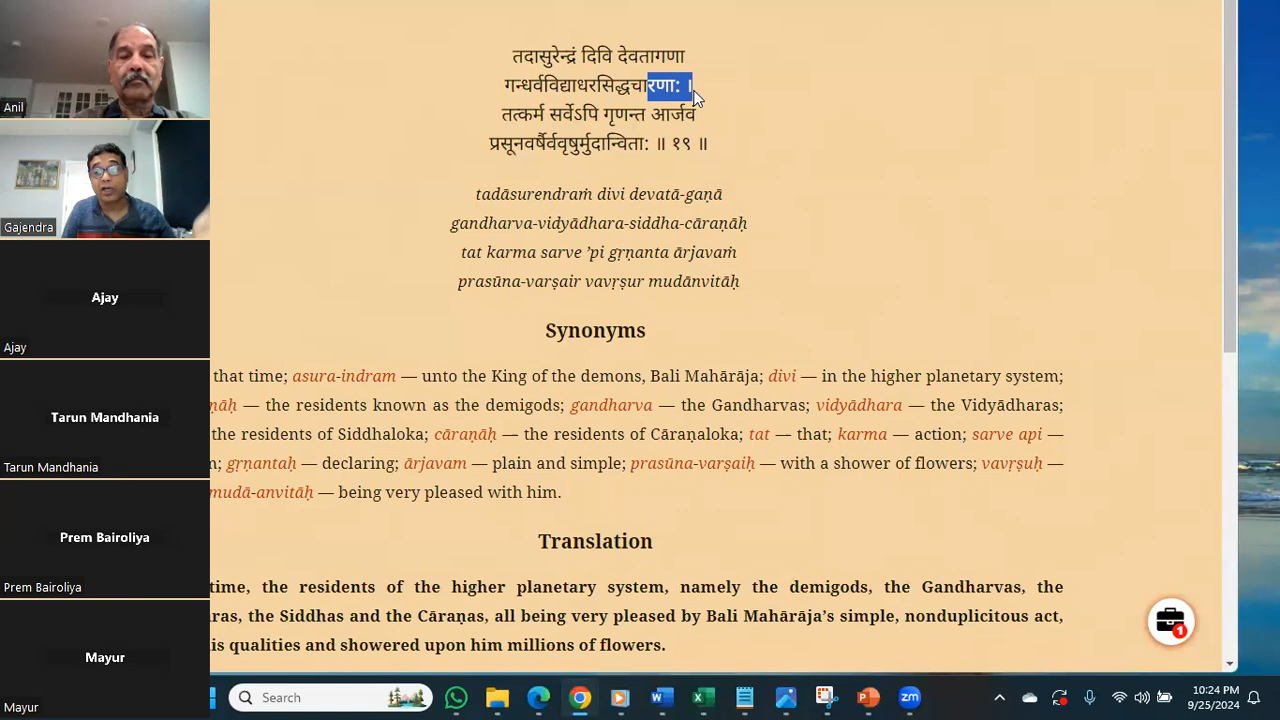 Anil
Gajendra
Ajay
Ajay
Tarun Mandhania
Tarun Mandhania
Prem Bairoliya
Prem Bairoliya
Mayur
Mayur
तदासुरेन्द्रं दिवि देवतागणा
गन्धर्वविद्याधरसिद्धचारणा: ।
तत्कर्म सर्वेऽपि गृणन्त आर्जवं
प्रसूनवर्षैर्ववृषुर्मुदान्विता: ॥ १९ ॥
tadāsurendraṁ divi devatā-gaṇā
gandharva-vidyādhara-siddha-cāraṇāḥ
tat karma sarve ’pi gṛṇanta ārjavaṁ
prasūna-varṣair vavṛṣur mudānvitāḥ
Synonyms
that time; asura-indram — unto the King of the demons, Bali Mahārāja; divi — in the higher planetary system;
ṇāḥ — the residents known as the demigods; gandharva — the Gandharvas; vidyādhara — the Vidyādharas;
the residents of Siddhaloka; cāraṇāḥ — the residents of Cāraṇaloka; tat — that; karma — action; sarve api —
; gṛṇantaḥ — declaring; ārjavam — plain and simple; prasūna-varṣaiḥ — with a shower of flowers; vavṛṣuḥ —
mudā-anvitāḥ — being very pleased with him.
Translation
time, the residents of the higher planetary system, namely the demigods, the Gandharvas, the
ras, the Siddhas and the Cāraṇas, all being very pleased by Bali Mahārāja’s simple, nonduplicitous act,
is qualities and showered upon him millions of flowers.
1
Search
zm
10:24 PM
9/25/2024